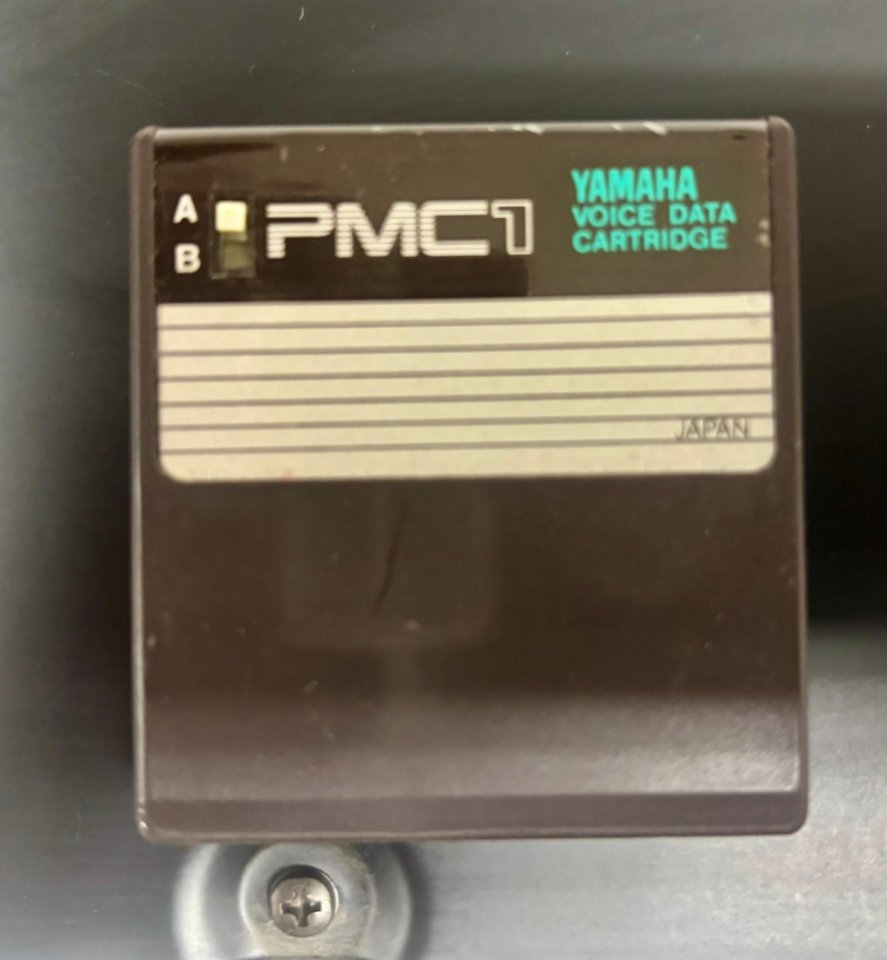 A
B
PMC1
YAMAHA
VOICE DATA
CARTRIDGE
JAPAN